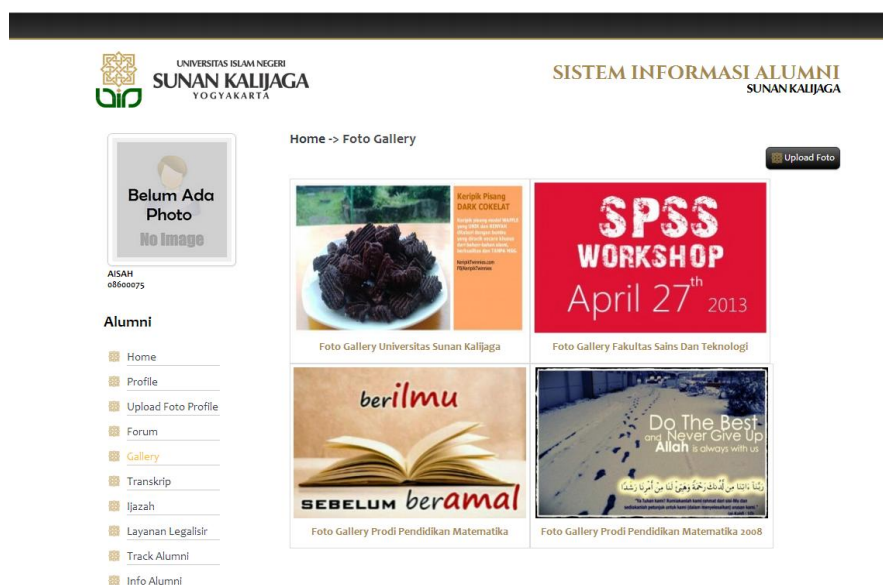 UNIVERSITAS ISLAM NEGERI
SUNAN KALIJAGA
YOGYAKARTA
SISTEM INFORMASI ALUMNI
SUNAN KALIJAGA
Home -> Foto Gallery
Upload Foto
Belum Ada
Photo
No Image
AISAH
08600075
Alumni
Home
Profile
Upload Foto Profile
Forum
Gallery
Transkrip
Ijazah
Layanan Legalisir
Track Alumni
Info Alumni
Keripik Pisang
DARK COKELAT
SPSS
WORKSHOP
April 27th 2013
Foto Gallery Universitas Sunan Kalijaga
Foto Gallery Fakultas Sains Dan Teknologi
berilmu
SEBELUM beramal
Do The Best
and Never Give Up
Allah is always with us
رَبَّنَا ءَاتِنَا مِن لَّدُنكَ رَحْمَةً وَهَيِّئْ لَنَا مِنْ أَمْرِنَا رَشَدًا
Foto Gallery Prodi Pendidikan Matematika
Foto Gallery Prodi Pendidikan Matematika 2008